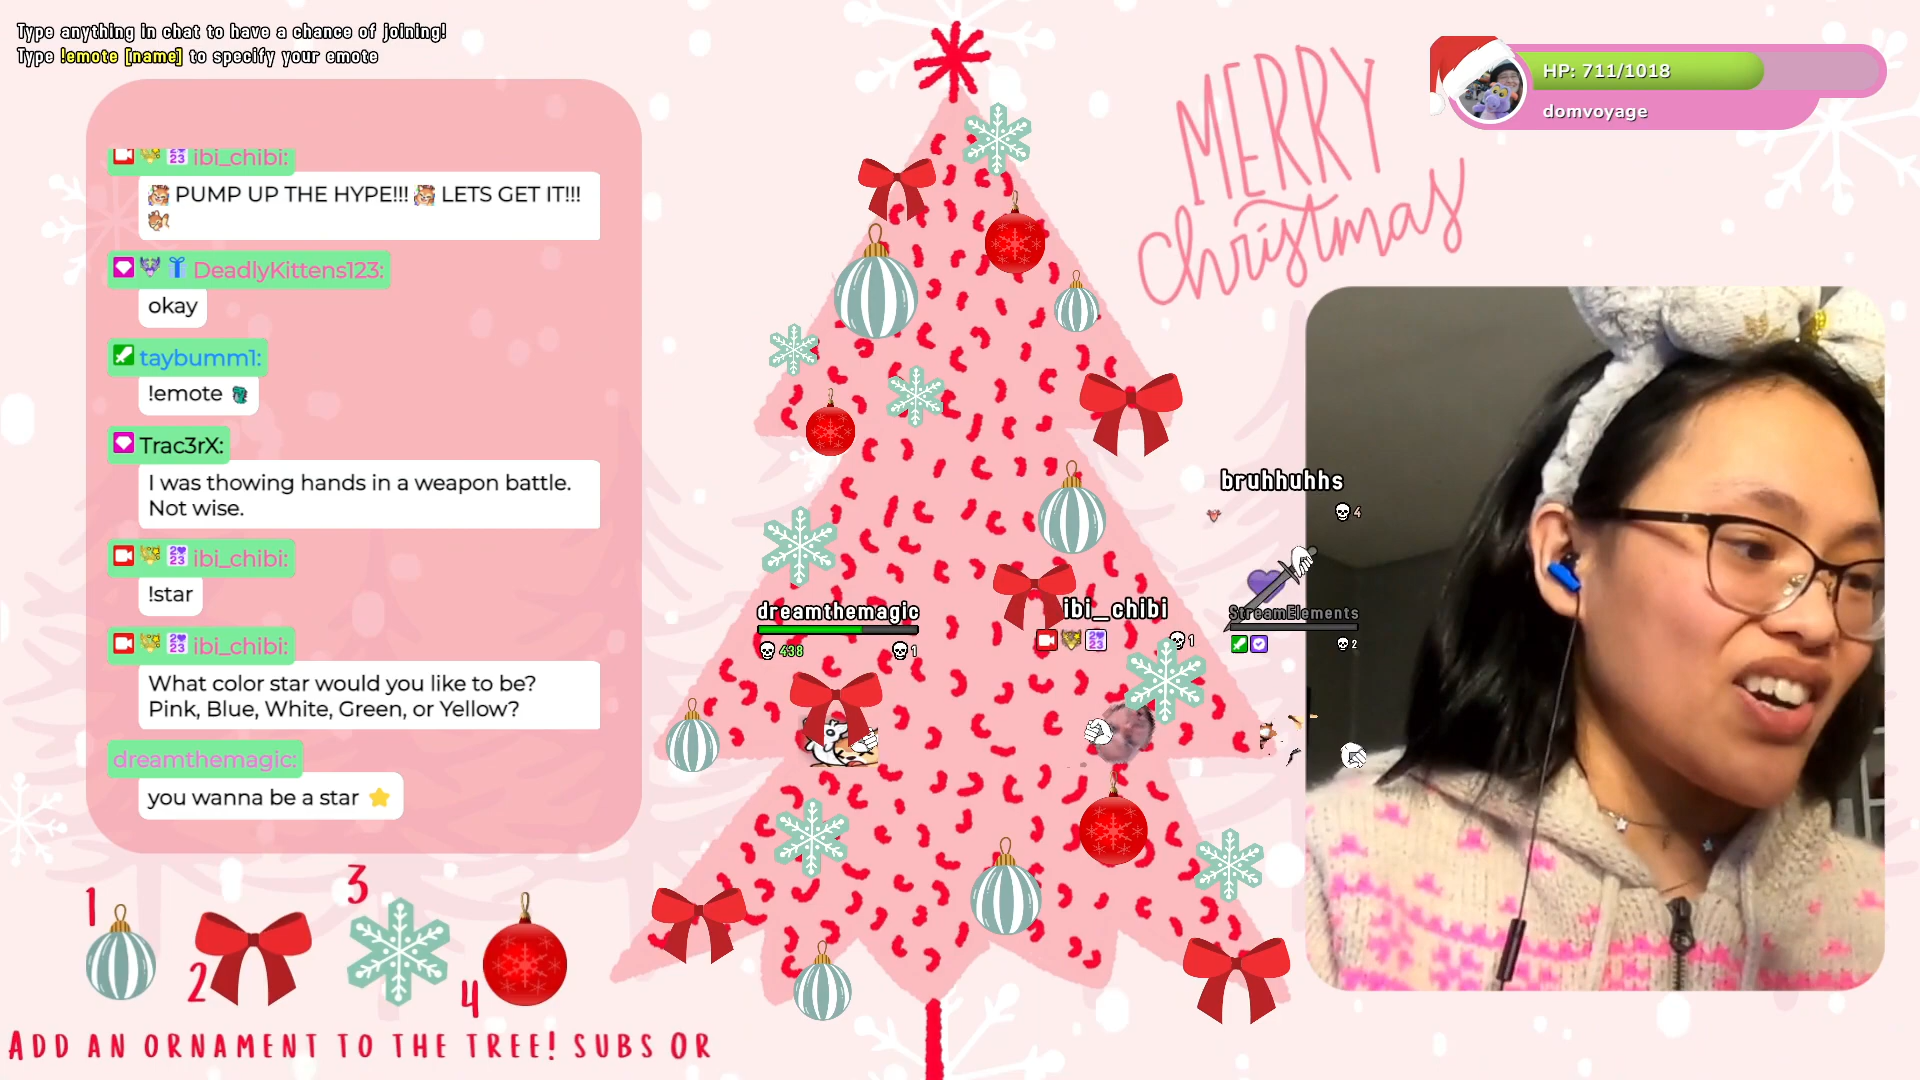 Type anything in chat to have a chance of joining!
Type !emote [name] to specify your emote
ibi_chibi:
PUMP UP THE HYPE!!! LETS GET IT!!!
DeadlyKittens123:
okay
taybumm1:
!emote
Trac3rX:
I was thowing hands in a weapon battle.
Not wise.
ibi_chibi:
!star
ibi_chibi:
What color star would you like to be?
Pink, Blue, White, Green, or Yellow?
dreamthemagic:
you wanna be a star
1
2
3
4
ADD AN ORNAMENT TO THE TREE! SUBS OR
MERRY
Christmas
HP: 711/1018
domvoyage
bruhhuhhs
4
dreamthemagic
438
1
ibi_chibi
1
StreamElements
2